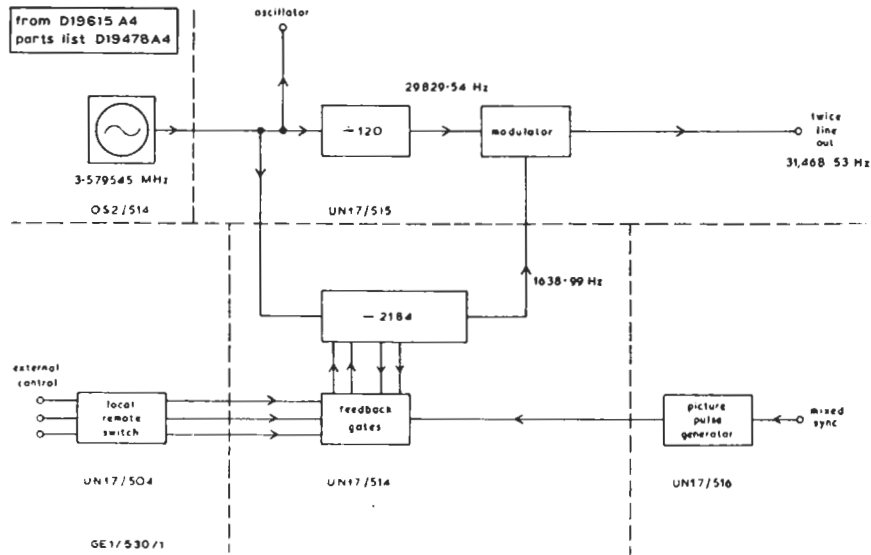 from D19615 A4
parts list D19478A4
oscillator
29829·54 Hz
÷120
modulator
twice
line
out
31,468 53 Hz
3·579545 MHz
OS2/514
UN17/515
1638·99 Hz
÷ 2184
external
control
local
remote
switch
feedback
gates
picture
pulse
generator
mixed
sync
UN17/504
UN17/514
UN17/516
GE1/530/1